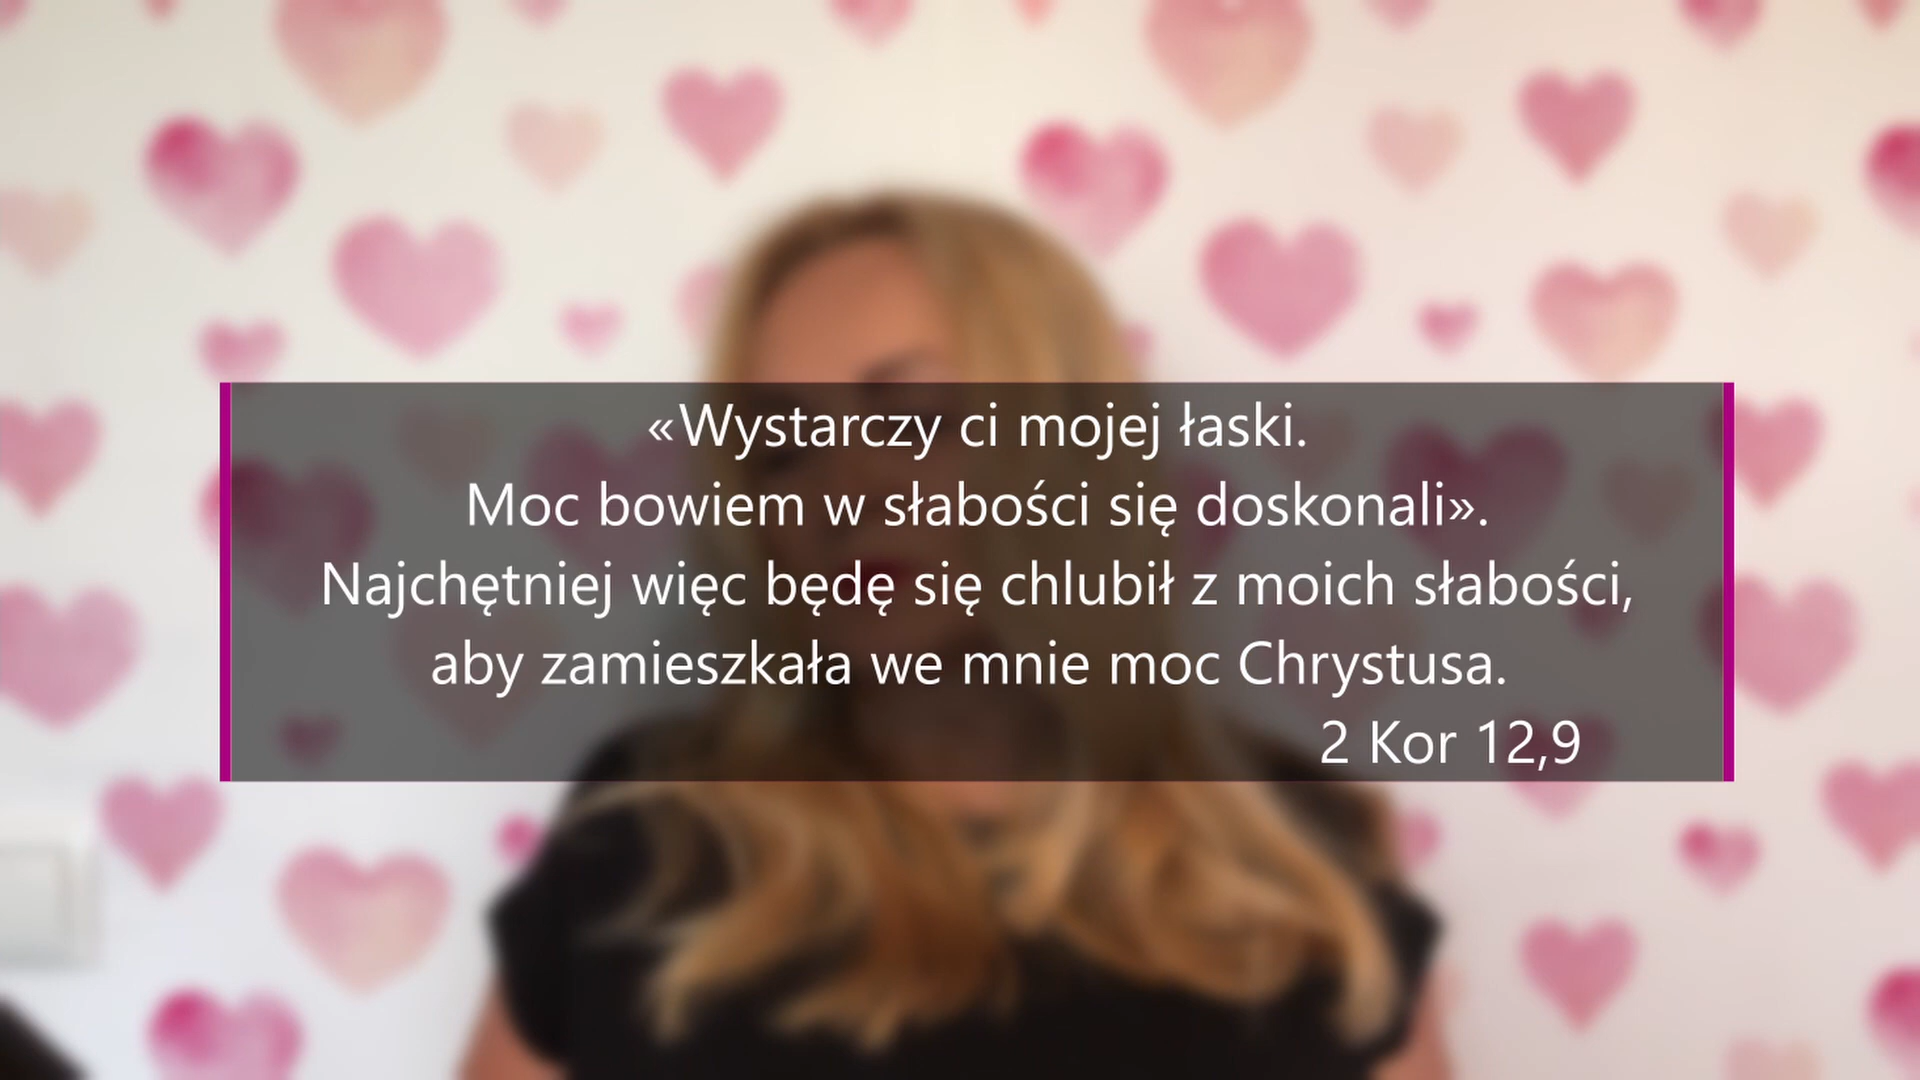 «Wystarczy ci mojej łaski.
Moc bowiem w słabości się doskonali».
Najchętniej więc będę się chlubił z moich słabości,
aby zamieszkała we mnie moc Chrystusa.
2 Kor 12,9